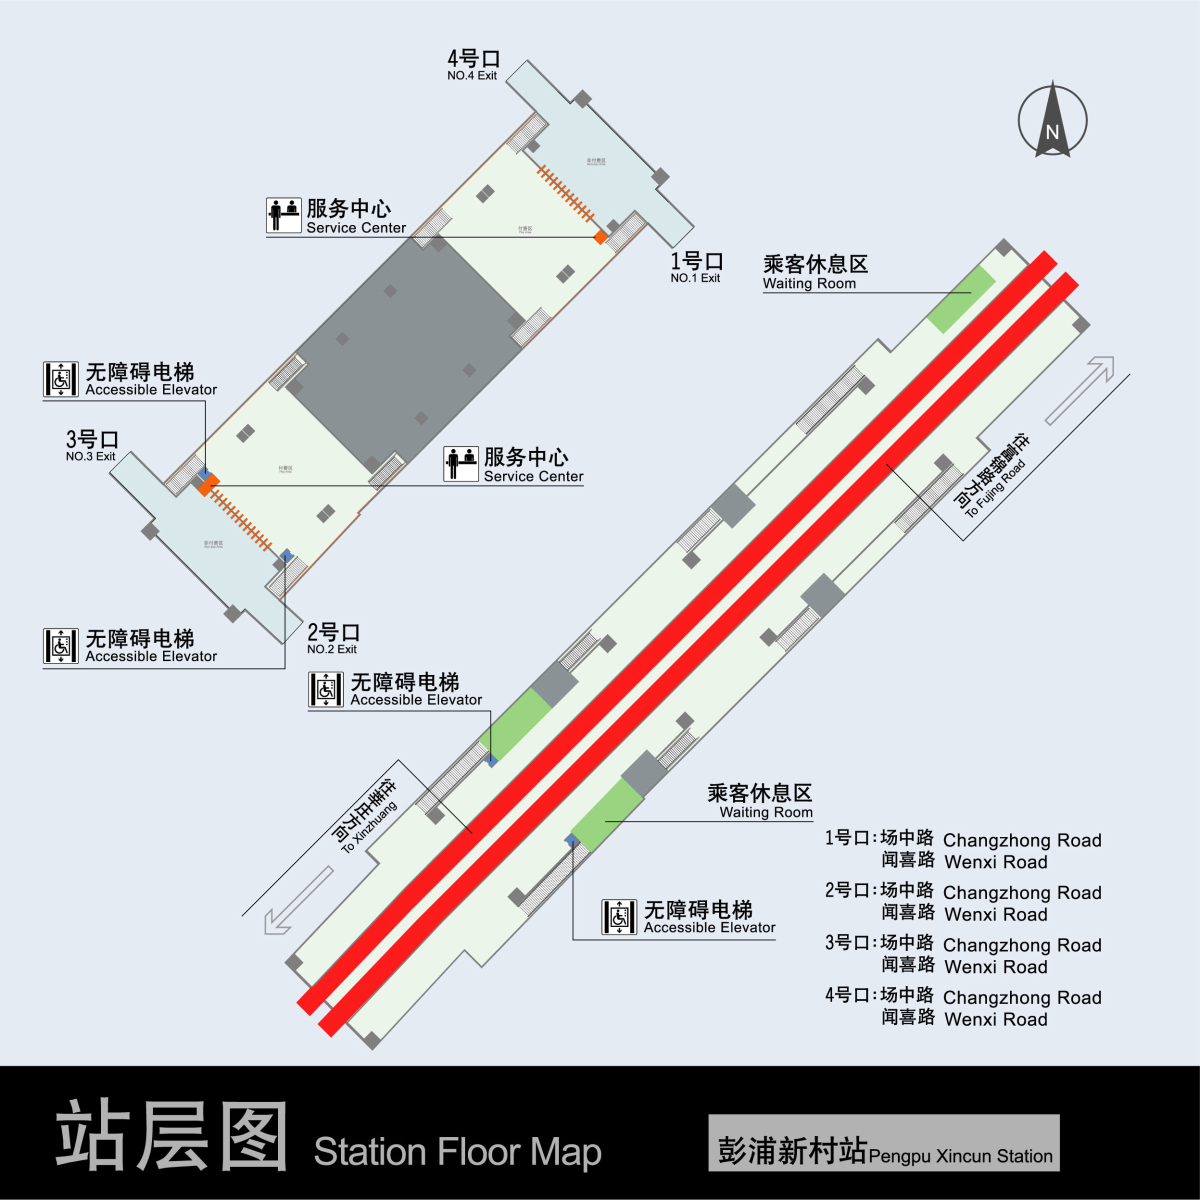 4号口
NO.4 Exit
N
服务中心
Service Center
1号口
NO.1 Exit
乘客休息区
Waiting Room
无障碍电梯
Accessible Elevator
3号口
NO.3 Exit
服务中心
Service Center
往富锦路方向
To Fujing Road
无障碍电梯
Accessible Elevator
2号口
NO.2 Exit
无障碍电梯
Accessible Elevator
往莘庄方向
To Xinzhuang
乘客休息区
Waiting Room
无障碍电梯
Accessible Elevator
1号口:场中路 Changzhong Road
闻喜路 Wenxi Road
2号口:场中路 Changzhong Road
闻喜路 Wenxi Road
3号口:场中路 Changzhong Road
闻喜路 Wenxi Road
4号口:场中路 Changzhong Road
闻喜路 Wenxi Road
站层图 Station Floor Map
彭浦新村站 Pengpu Xincun Station